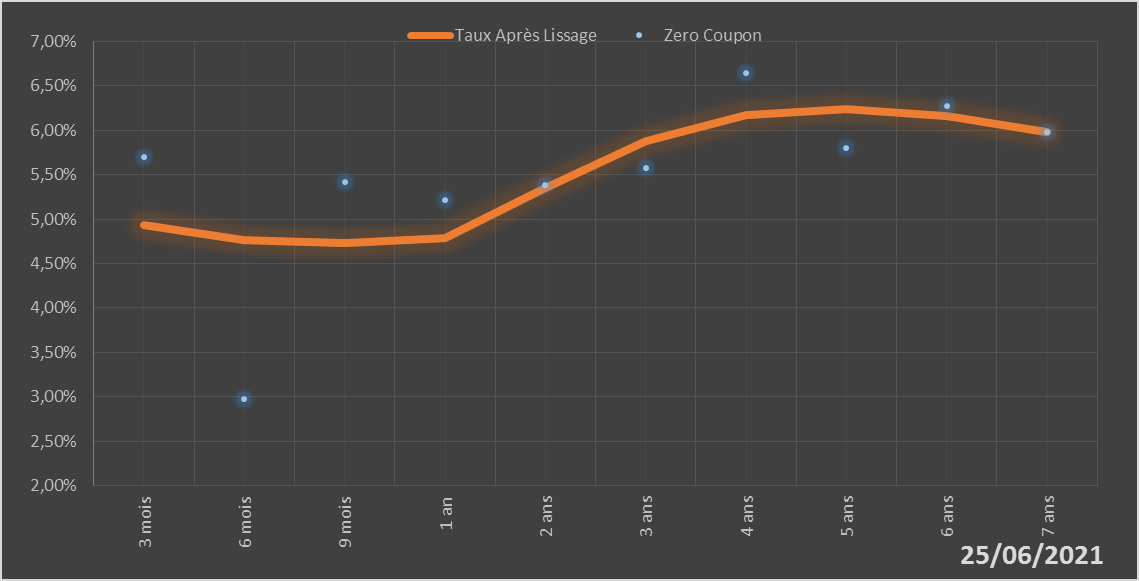 Taux Après Lissage Zero Coupon
7,00%
6,50%
6,00%
5,50%
5,00%
4,50%
4,00%
3,50%
3,00%
2,50%
2,00%
3 mois
6 mois
9 mois
1 an
2 ans
3 ans
4 ans
5 ans
6 ans
7 ans
25/06/2021